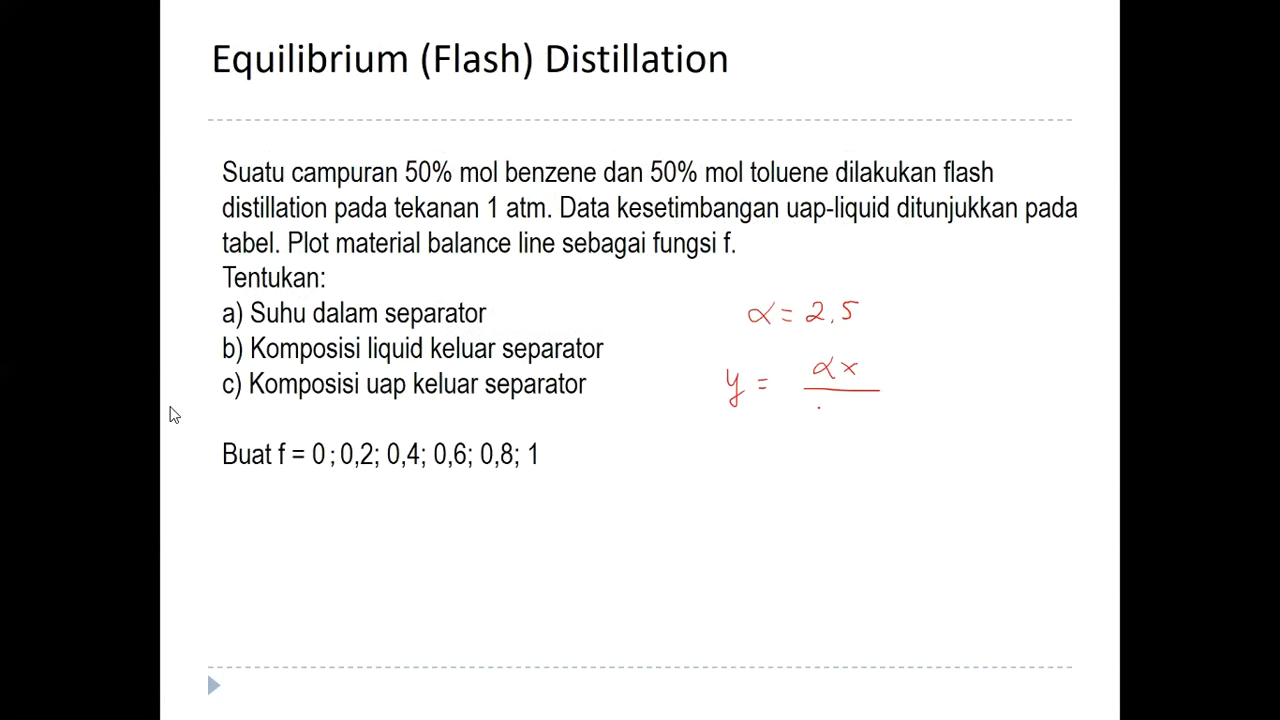 Equilibrium (Flash) Distillation
Suatu campuran 50% mol benzene dan 50% mol toluene dilakukan flash
distillation pada tekanan 1 atm. Data kesetimbangan uap-liquid ditunjukkan pada
tabel. Plot material balance line sebagai fungsi f.
Tentukan:
a) Suhu dalam separator
α = 2.5
b) Komposisi liquid keluar separator
αx
c) Komposisi uap keluar separator
y =
Buat f = 0 ; 0,2; 0,4; 0,6; 0,8; 1